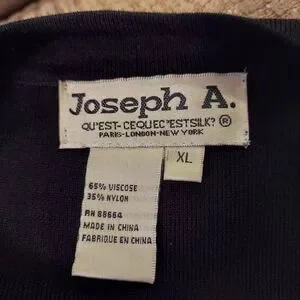 Joseph A.
QU'EST-CEQUEC'ESTSILK? ®
PARIS-LONDON-NEW YORK
XL
65% VISCOSE
35% NYLON
RN 88664
MADE IN CHINA
FABRIQUE EN CHINA